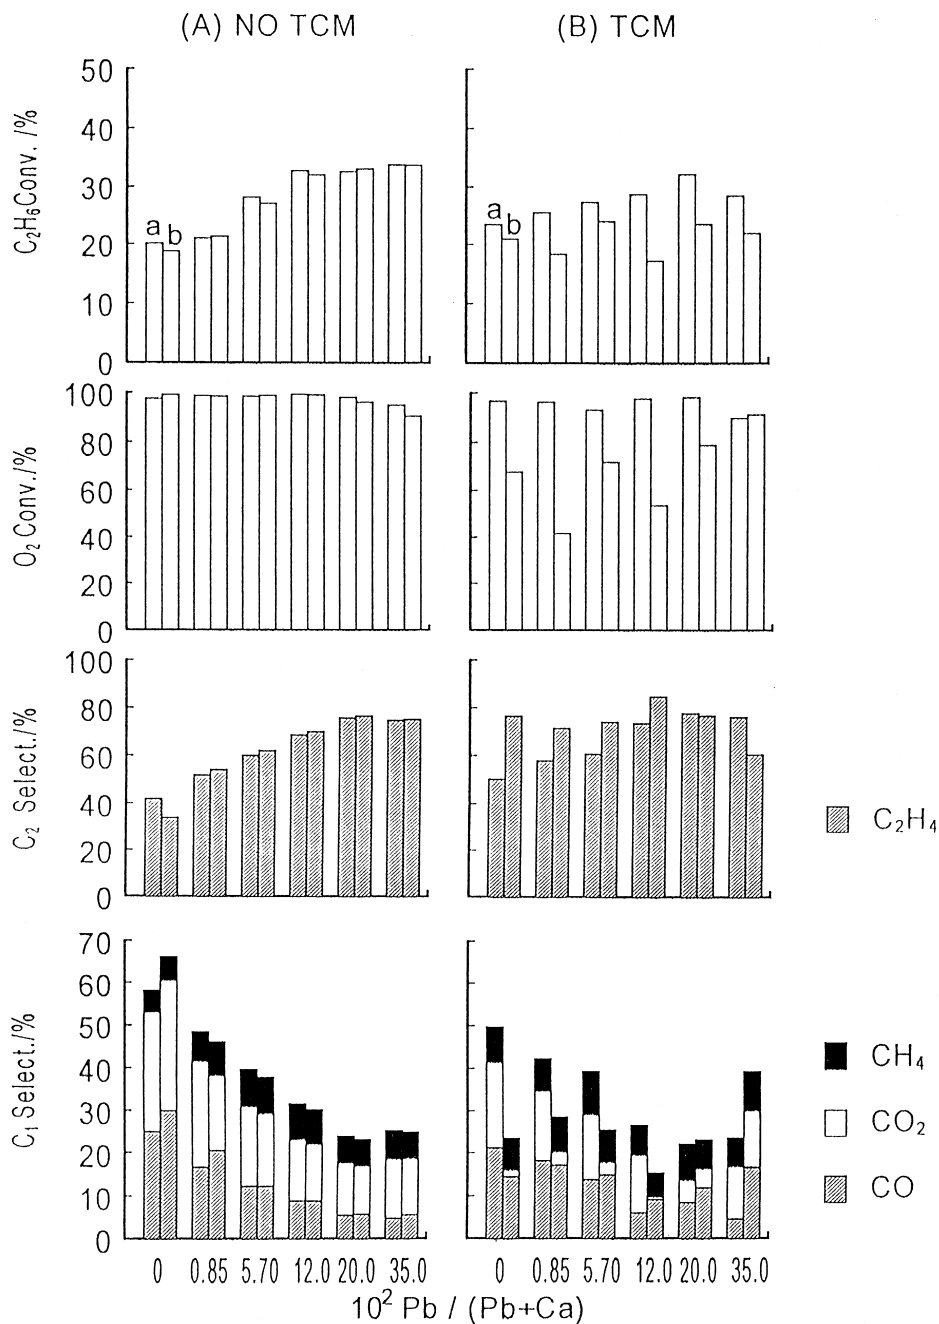 (A) NO TCM
(B) TCM
C₂H₆ Conv. /%
50
40
30
20
10
0
a b
a b
O₂ Conv./%
100
80
60
40
20
0
C₂ Select./%
100
80
60
40
20
0
C₂H₄
C₁ Select./%
70
60
50
40
30
20
10
0
CH₄
CO₂
CO
0 0.85 5.70 12.0 20.0 35.0
0 0.85 5.70 12.0 20.0 35.0
10² Pb / (Pb+Ca)